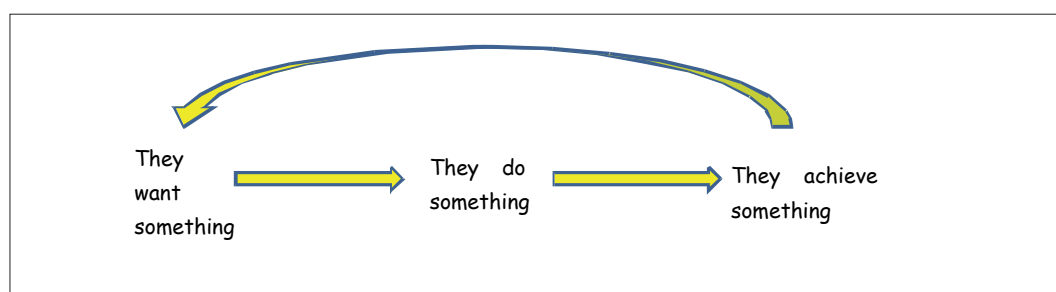 They
want
something
They do
something
They achieve
something